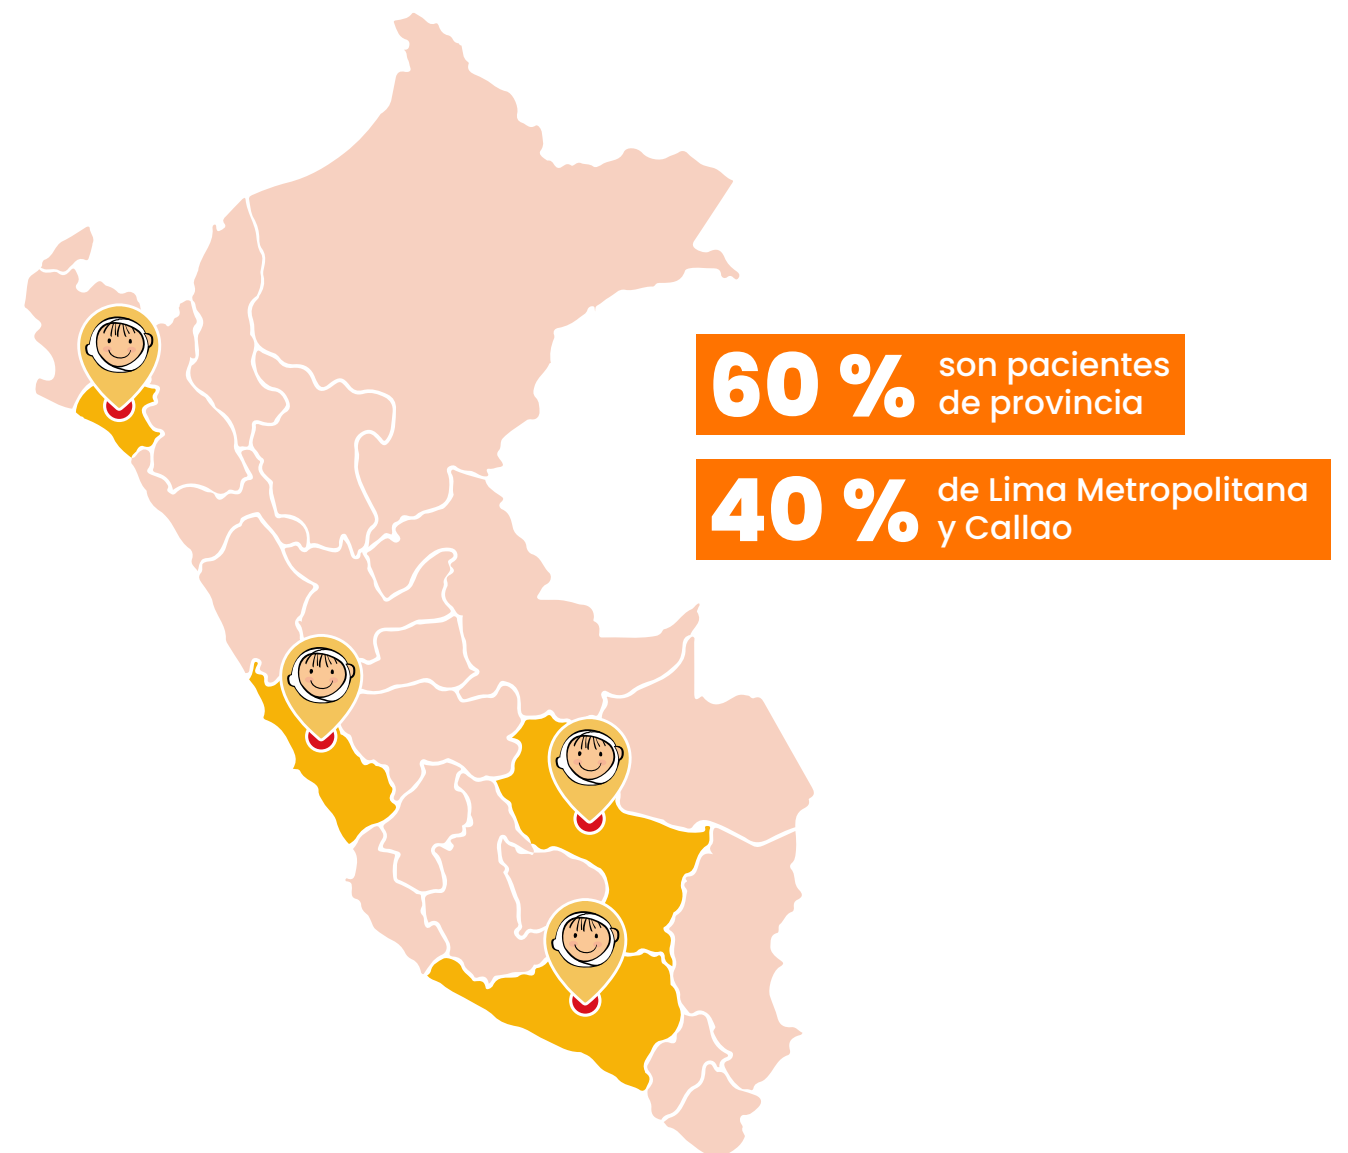 60 % son pacientes
de provincia
40 % de Lima Metropolitana
y Callao